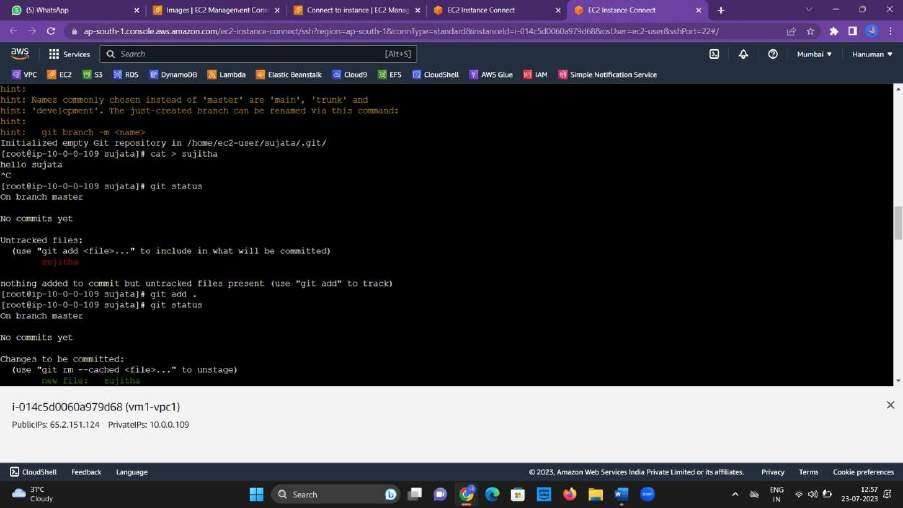 (5) WhatsApp
Images | EC2 Management Con
Connect to instance | EC2 Manag
EC2 Instance Connect
EC2 Instance Connect
ap-south-1.console.aws.amazon.com/ec2-instance-connect/ssh?region=ap-south-1&connType=standard&instanceId=i-014c5d0060a979d68&osUser=ec2-user&sshPort=22#/
aws Services Search [Alt+S] Mumbai Hanuman
VPC EC2 S3 RDS DynamoDB Lambda Elastic Beanstalk Cloud9 EFS CloudShell AWS Glue IAM Simple Notification Service
hint:
hint: Names commonly chosen instead of 'master' are 'main', 'trunk' and
hint: 'development'. The just-created branch can be renamed via this command:
hint:
hint:   git branch -m <name>
Initialized empty Git repository in /home/ec2-user/sujata/.git/
[root@ip-10-0-0-109 sujata]# cat > sujitha
hello sujata
^C
[root@ip-10-0-0-109 sujata]# git status
On branch master
No commits yet
Untracked files:
  (use "git add <file>..." to include in what will be committed)
        sujitha
nothing added to commit but untracked files present (use "git add" to track)
[root@ip-10-0-0-109 sujata]# git add .
[root@ip-10-0-0-109 sujata]# git status
On branch master
No commits yet
Changes to be committed:
  (use "git rm --cached <file>..." to unstage)
        new file:   sujitha
i-014c5d0060a979d68 (vm1-vpc1)
PublicIPs: 65.2.151.124 PrivateIPs: 10.0.0.109
CloudShell Feedback Language © 2023, Amazon Web Services India Private Limited or its affiliates. Privacy Terms Cookie preferences
31°C
Cloudy
Search
ENG
IN
12:57
23-07-2023